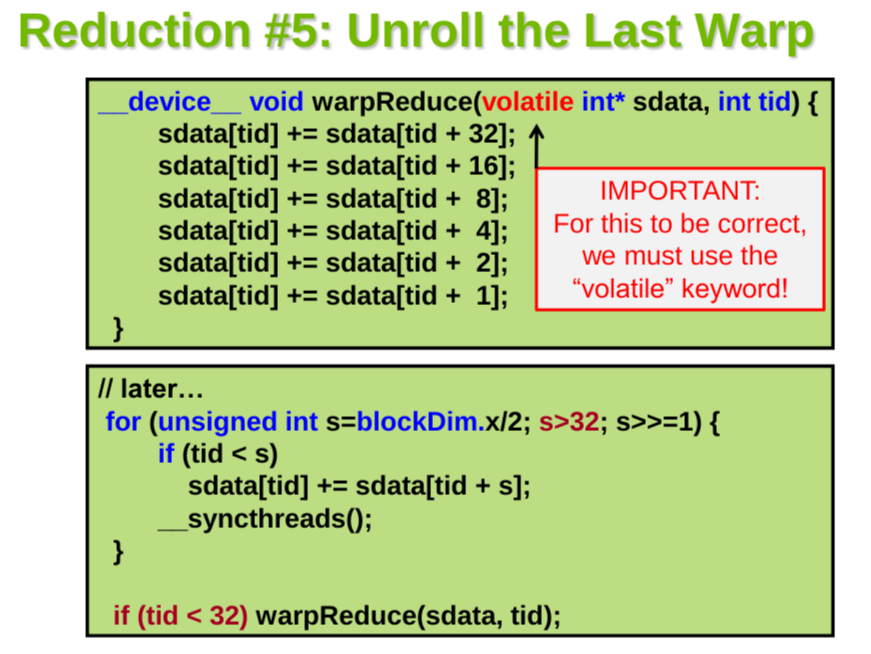 Reduction #5: Unroll the Last Warp
__device__ void warpReduce(volatile int* sdata, int tid) {
sdata[tid] += sdata[tid + 32];
sdata[tid] += sdata[tid + 16];
sdata[tid] += sdata[tid +  8];
sdata[tid] += sdata[tid +  4];
sdata[tid] += sdata[tid +  2];
sdata[tid] += sdata[tid +  1];
}
IMPORTANT:
For this to be correct,
we must use the
“volatile” keyword!
// later…
for (unsigned int s=blockDim.x/2; s>32; s>>=1) {
if (tid < s)
sdata[tid] += sdata[tid + s];
__syncthreads();
}
if (tid < 32) warpReduce(sdata, tid);